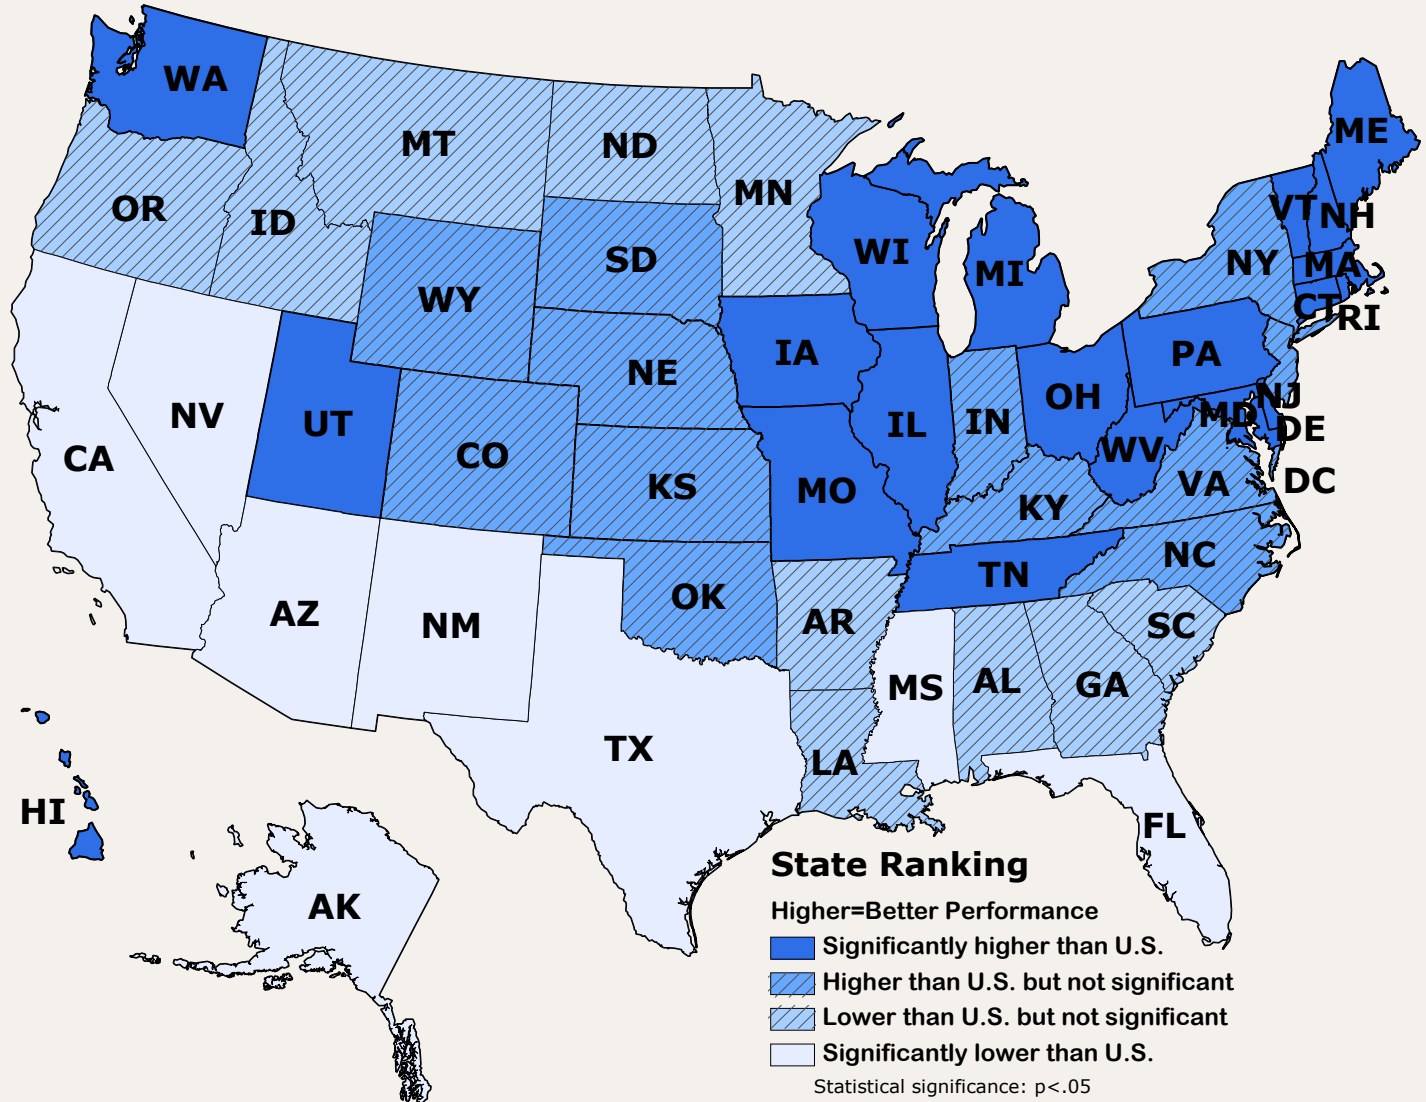 WA
MT
ND
MN
OR
ID
WY
SD
WI
MI
ME
VT
NH
NY
MA
CT
RI
CA
NV
UT
CO
NE
IA
KS
MO
IL
IN
OH
PA
NJ
MD
DE
DC
WV
VA
KY
AZ
NM
OK
AR
TN
NC
SC
TX
LA
MS
AL
GA
FL
HI
AK
State Ranking
Higher=Better Performance
Significantly higher than U.S.
Higher than U.S. but not significant
Lower than U.S. but not significant
Significantly lower than U.S.
Statistical significance: p<.05